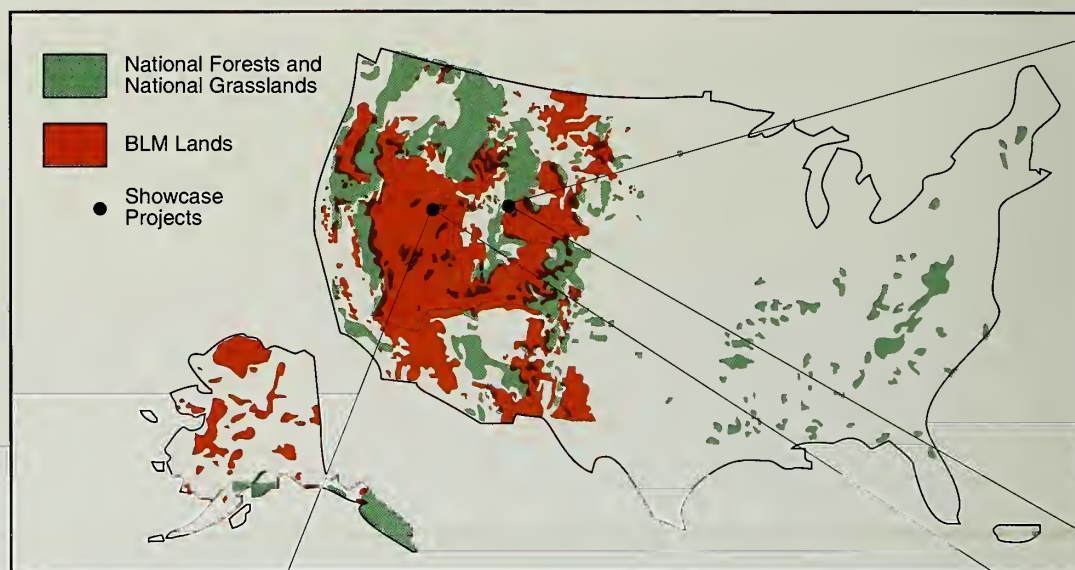 National Forests and
National Grasslands
BLM Lands
Showcase
Projects